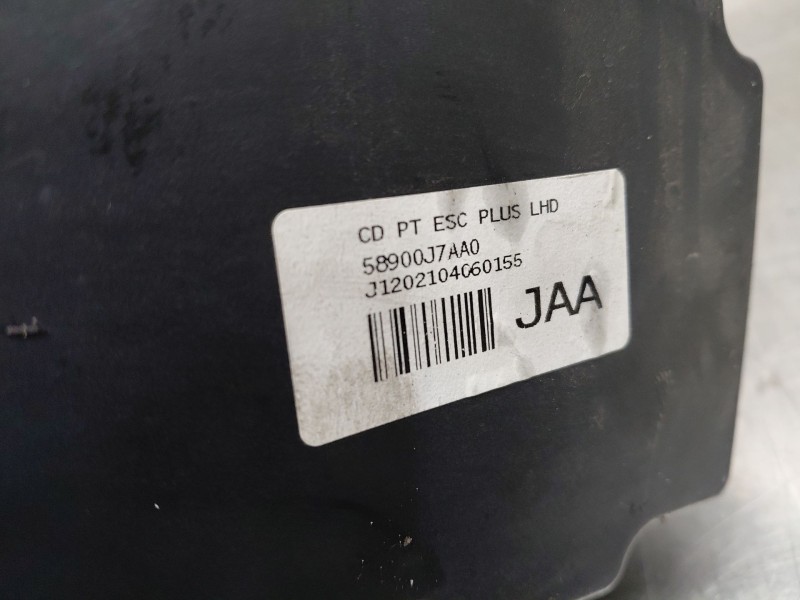 CD PT ESC PLUS LHD
58900J7AA0
J1202104060155
JAA